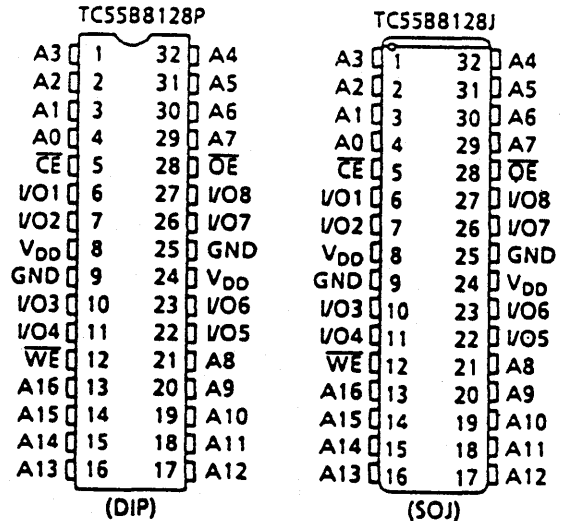 TC55B8128P
A3 1 32 A4
A2 2 31 A5
A1 3 30 A6
A0 4 29 A7
C̅E̅ 5 28 O̅E̅
I/O1 6 27 I/O8
I/O2 7 26 I/O7
VDD 8 25 GND
GND 9 24 VDD
I/O3 10 23 I/O6
I/O4 11 22 I/O5
W̅E̅ 12 21 A8
A16 13 20 A9
A15 14 19 A10
A14 15 18 A11
A13 16 17 A12
(DIP)
TC55B8128J
A3 1 32 A4
A2 2 31 A5
A1 3 30 A6
A0 4 29 A7
C̅E̅ 5 28 O̅E̅
I/O1 6 27 I/O8
I/O2 7 26 I/O7
VDD 8 25 GND
GND 9 24 VDD
I/O3 10 23 I/O6
I/O4 11 22 I/O5
W̅E̅ 12 21 A8
A16 13 20 A9
A15 14 19 A10
A14 15 18 A11
A13 16 17 A12
(SOJ)